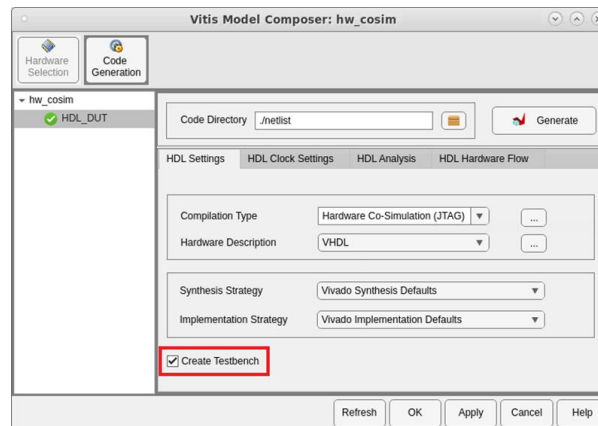 Vitis Model Composer: hw_cosim
Hardware
Selection
Code
Generation
hw_cosim
HDL_DUT
Code Directory ./netlist
Generate
HDL Settings HDL Clock Settings HDL Analysis HDL Hardware Flow
Compilation Type Hardware Co-Simulation (JTAG) ...
Hardware Description VHDL ...
Synthesis Strategy Vivado Synthesis Defaults
Implementation Strategy Vivado Implementation Defaults
Create Testbench
Refresh OK Apply Cancel Help